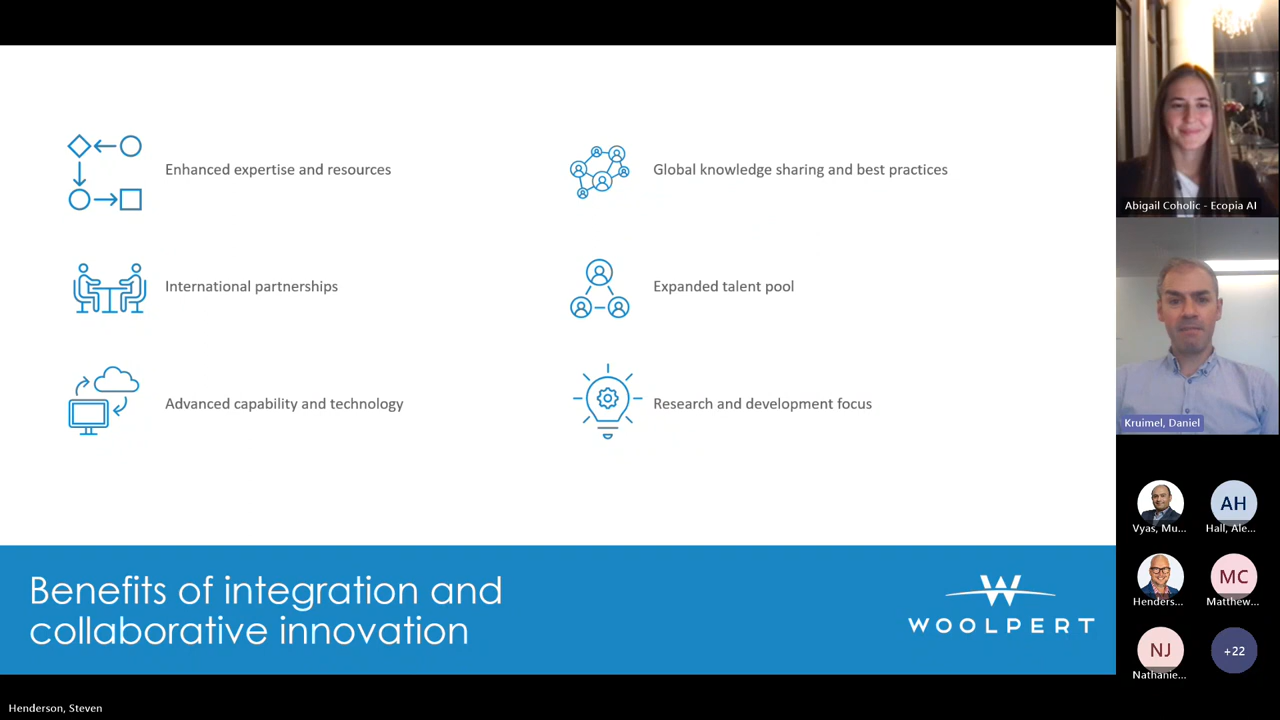 Enhanced expertise and resources
Global knowledge sharing and best practices
International partnerships
Expanded talent pool
Advanced capability and technology
Research and development focus
Benefits of integration and
collaborative innovation
W
WOOLPERT
Henderson, Steven
Abigail Coholic - Ecopia AI
Kruimel, Daniel
AH
Vyas, Mu...
Hall, Ale...
MC
Henders...
Matthew...
NJ
+22
Nathanie...